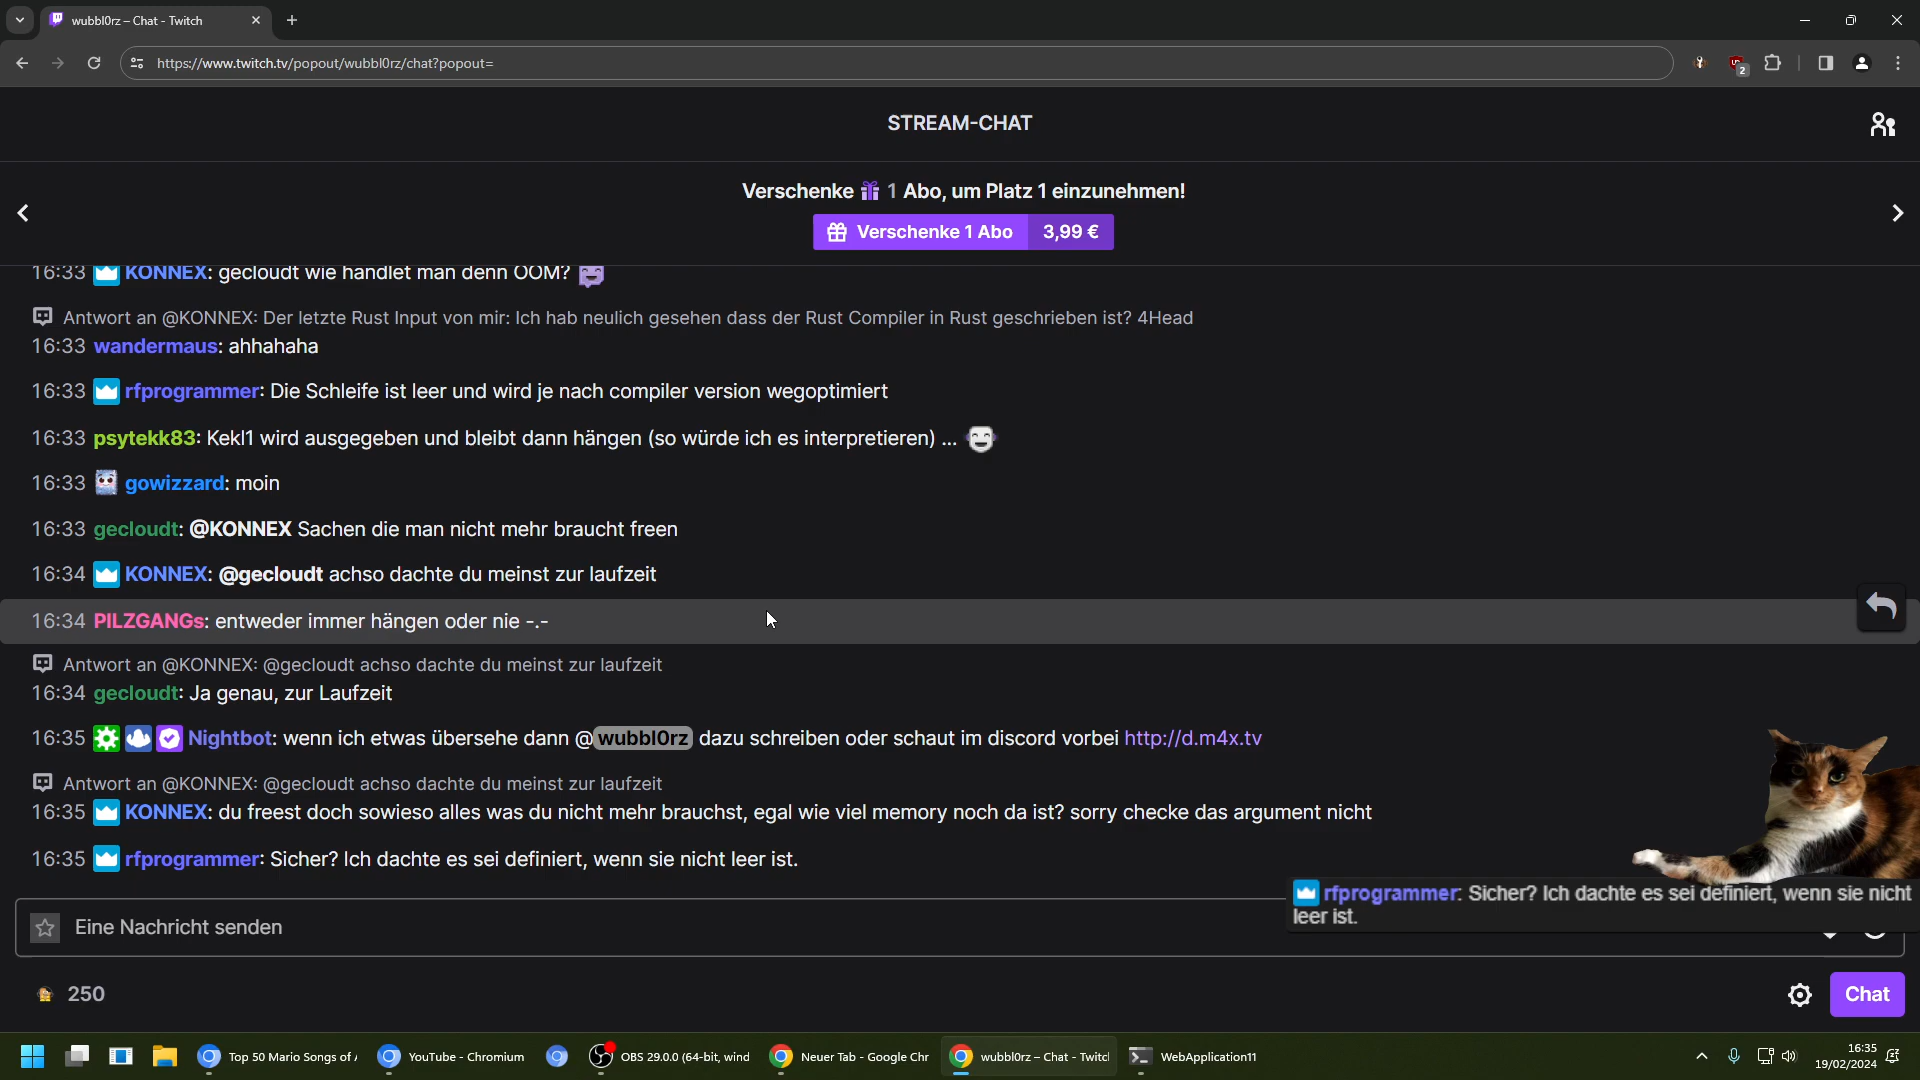 wubbl0rz – Chat - Twitch
https://www.twitch.tv/popout/wubbl0rz/chat?popout=
2
STREAM-CHAT
Verschenke 1 Abo, um Platz 1 einzunehmen!
Verschenke 1 Abo 3,99 €
16:33 KONNEX: gecloudt wie handlet man denn OOM?
Antwort an @KONNEX: Der letzte Rust Input von mir: Ich hab neulich gesehen dass der Rust Compiler in Rust geschrieben ist? 4Head
16:33 wandermaus: ahhahaha
16:33 rfprogrammer: Die Schleife ist leer und wird je nach compiler version wegoptimiert
16:33 psytekk83: Kekl1 wird ausgegeben und bleibt dann hängen (so würde ich es interpretieren) ...
16:33 gowizzard: moin
16:33 gecloudt: @KONNEX Sachen die man nicht mehr braucht freen
16:34 KONNEX: @gecloudt achso dachte du meinst zur laufzeit
16:34 PILZGANGs: entweder immer hängen oder nie -.-
Antwort an @KONNEX: @gecloudt achso dachte du meinst zur laufzeit
16:34 gecloudt: Ja genau, zur Laufzeit
16:35 Nightbot: wenn ich etwas übersehe dann @wubbl0rz dazu schreiben oder schaut im discord vorbei http://d.m4x.tv
Antwort an @KONNEX: @gecloudt achso dachte du meinst zur laufzeit
16:35 KONNEX: du freest doch sowieso alles was du nicht mehr brauchst, egal wie viel memory noch da ist? sorry checke das argument nicht
16:35 rfprogrammer: Sicher? Ich dachte es sei definiert, wenn sie nicht leer ist.
rfprogrammer: Sicher? Ich dachte es sei definiert, wenn sie nicht
leer ist.
Eine Nachricht senden
250
Chat
Top 50 Mario Songs of
YouTube - Chromium
OBS 29.0.0 (64-bit, wind
Neuer Tab - Google Chr
wubbl0rz – Chat - Twitc
WebApplication11
16:35
19/02/2024